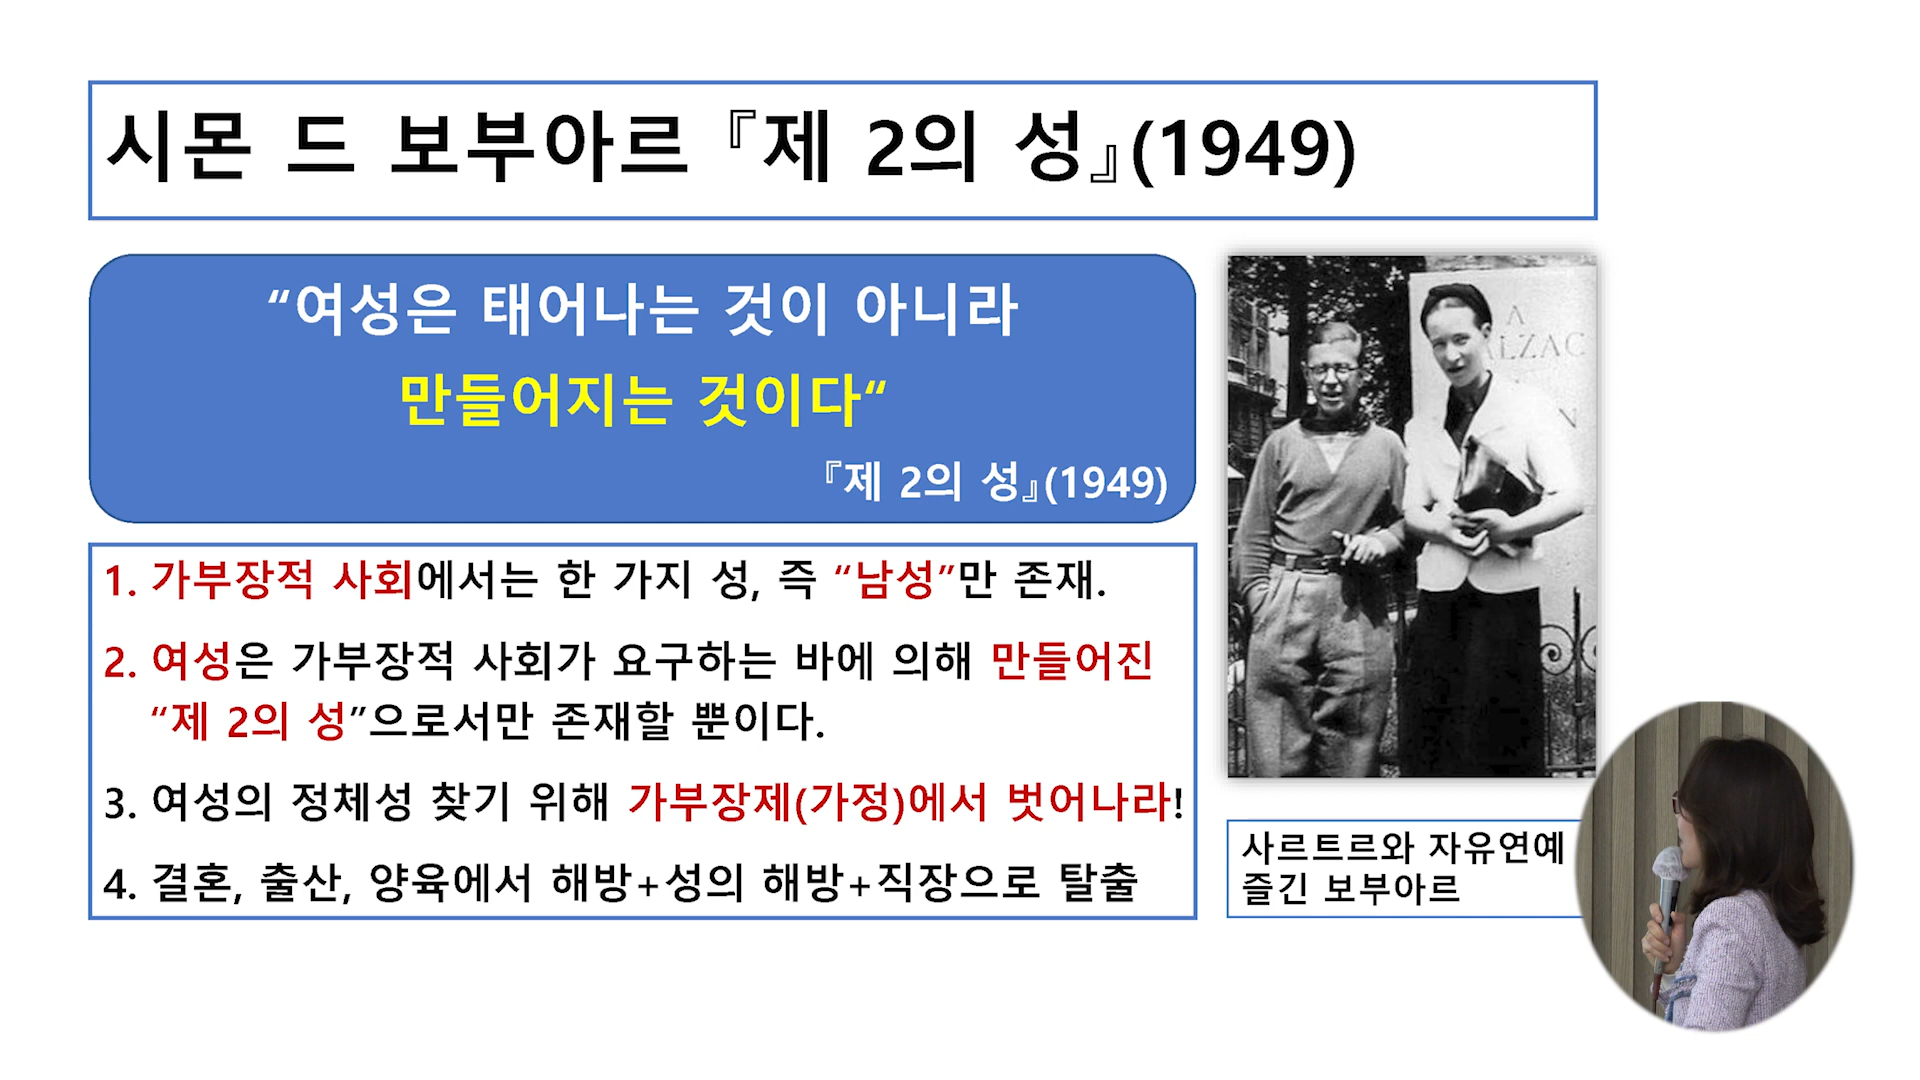 시몬 드 보부아르 『제 2의 성』(1949)
“여성은 태어나는 것이 아니라
만들어지는 것이다“
『제 2의 성』(1949)
1. 가부장적 사회에서는 한 가지 성, 즉 “남성”만 존재.
2. 여성은 가부장적 사회가 요구하는 바에 의해 만들어진
“제 2의 성”으로서만 존재할 뿐이다.
3. 여성의 정체성 찾기 위해 가부장제(가정)에서 벗어나라!
4. 결혼, 출산, 양육에서 해방+성의 해방+직장으로 탈출
A
ALZAC
N
사르트르와 자유연예
즐긴 보부아르